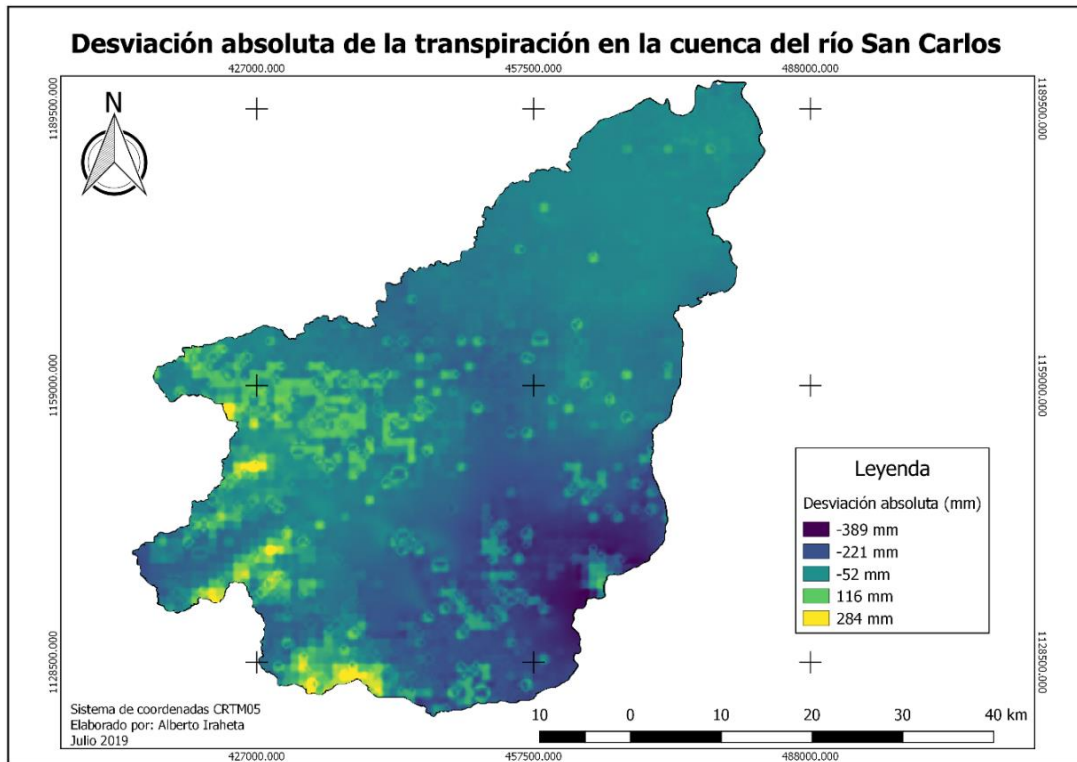 Desviación absoluta de la transpiración en la cuenca del río San Carlos
427000.000 457500.000 488000.000
N
1189500.000 1189500.000
1159000.000 1159000.000
Leyenda
Desviación absoluta (mm)
-389 mm
-221 mm
-52 mm
116 mm
284 mm
1128500.000 1128500.000
Sistema de coordenadas CRTM05
Elaborado por: Alberto Iraheta
Julio 2019
10 0 10 20 30 40 km
427000.000 457500.000 488000.000